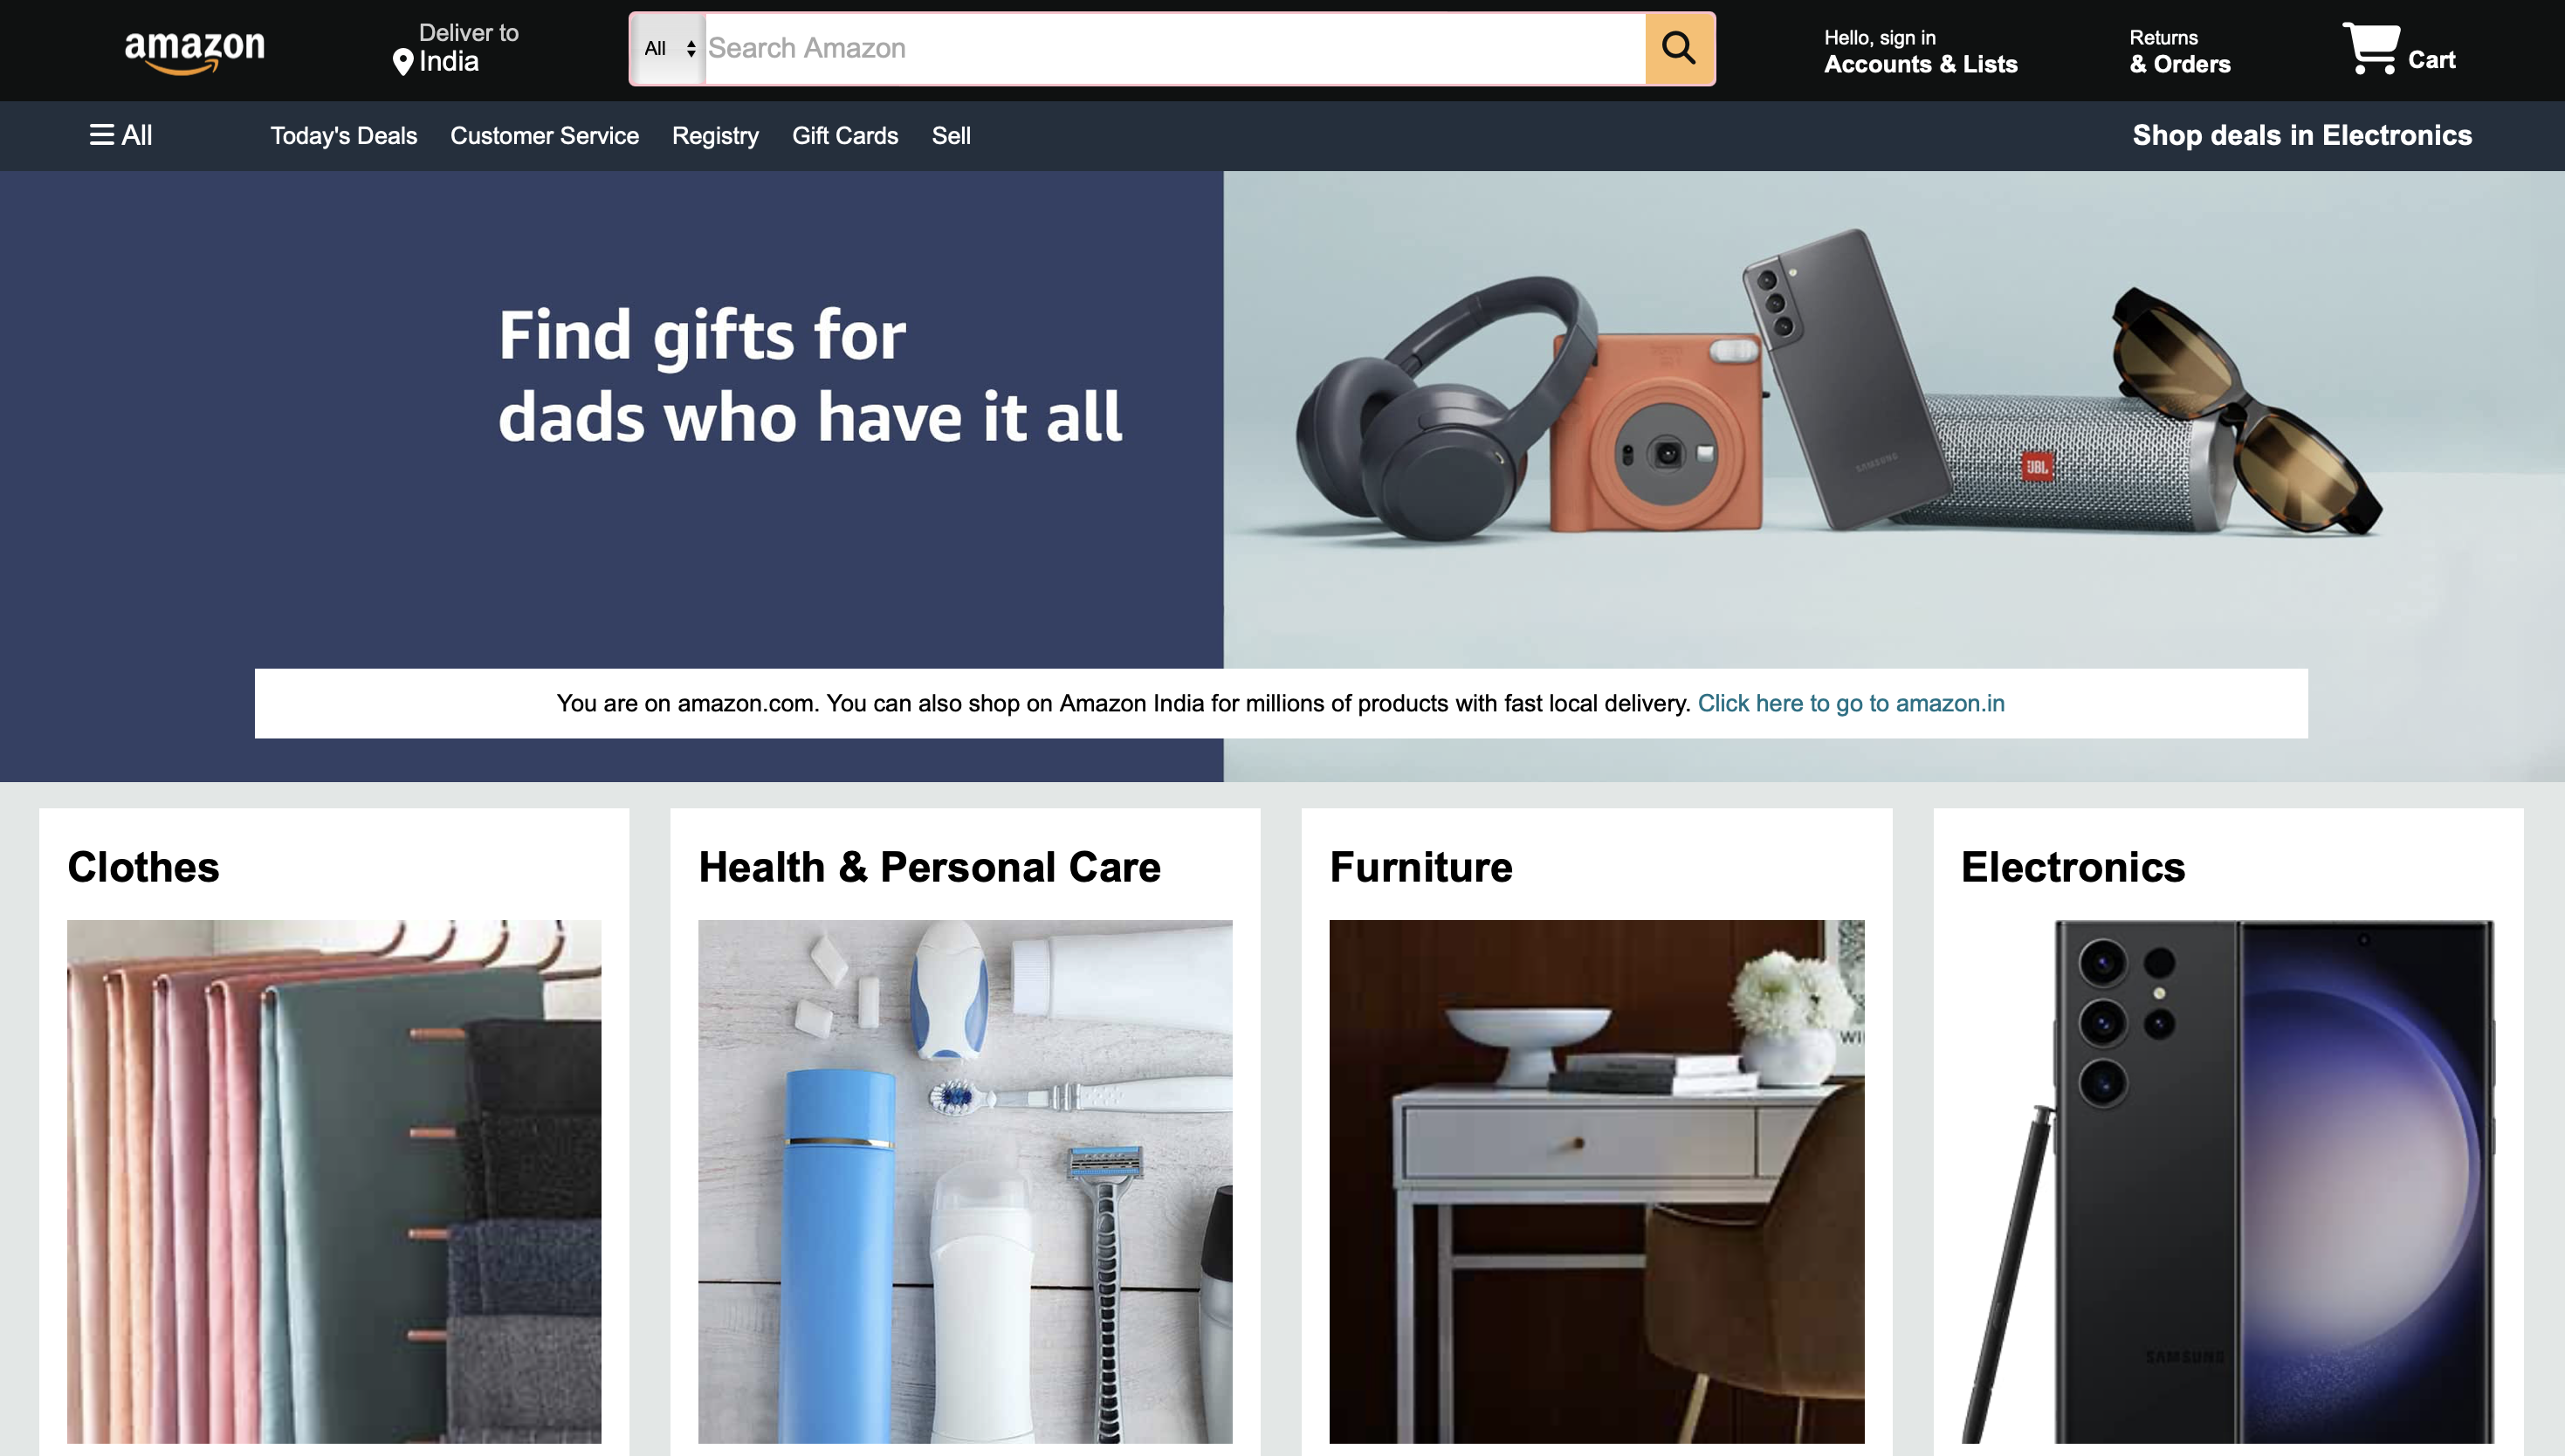 amazon
Deliver to
India
All
Search Amazon
Hello, sign in
Accounts & Lists
Returns
& Orders
Cart
All
Today's Deals
Customer Service
Registry
Gift Cards
Sell
Shop deals in Electronics
Find gifts for
dads who have it all
SAMSUNG
JBL
You are on amazon.com. You can also shop on Amazon India for millions of products with fast local delivery. Click here to go to amazon.in
Clothes
Health & Personal Care
Furniture
Electronics
WI
SAMSUNG